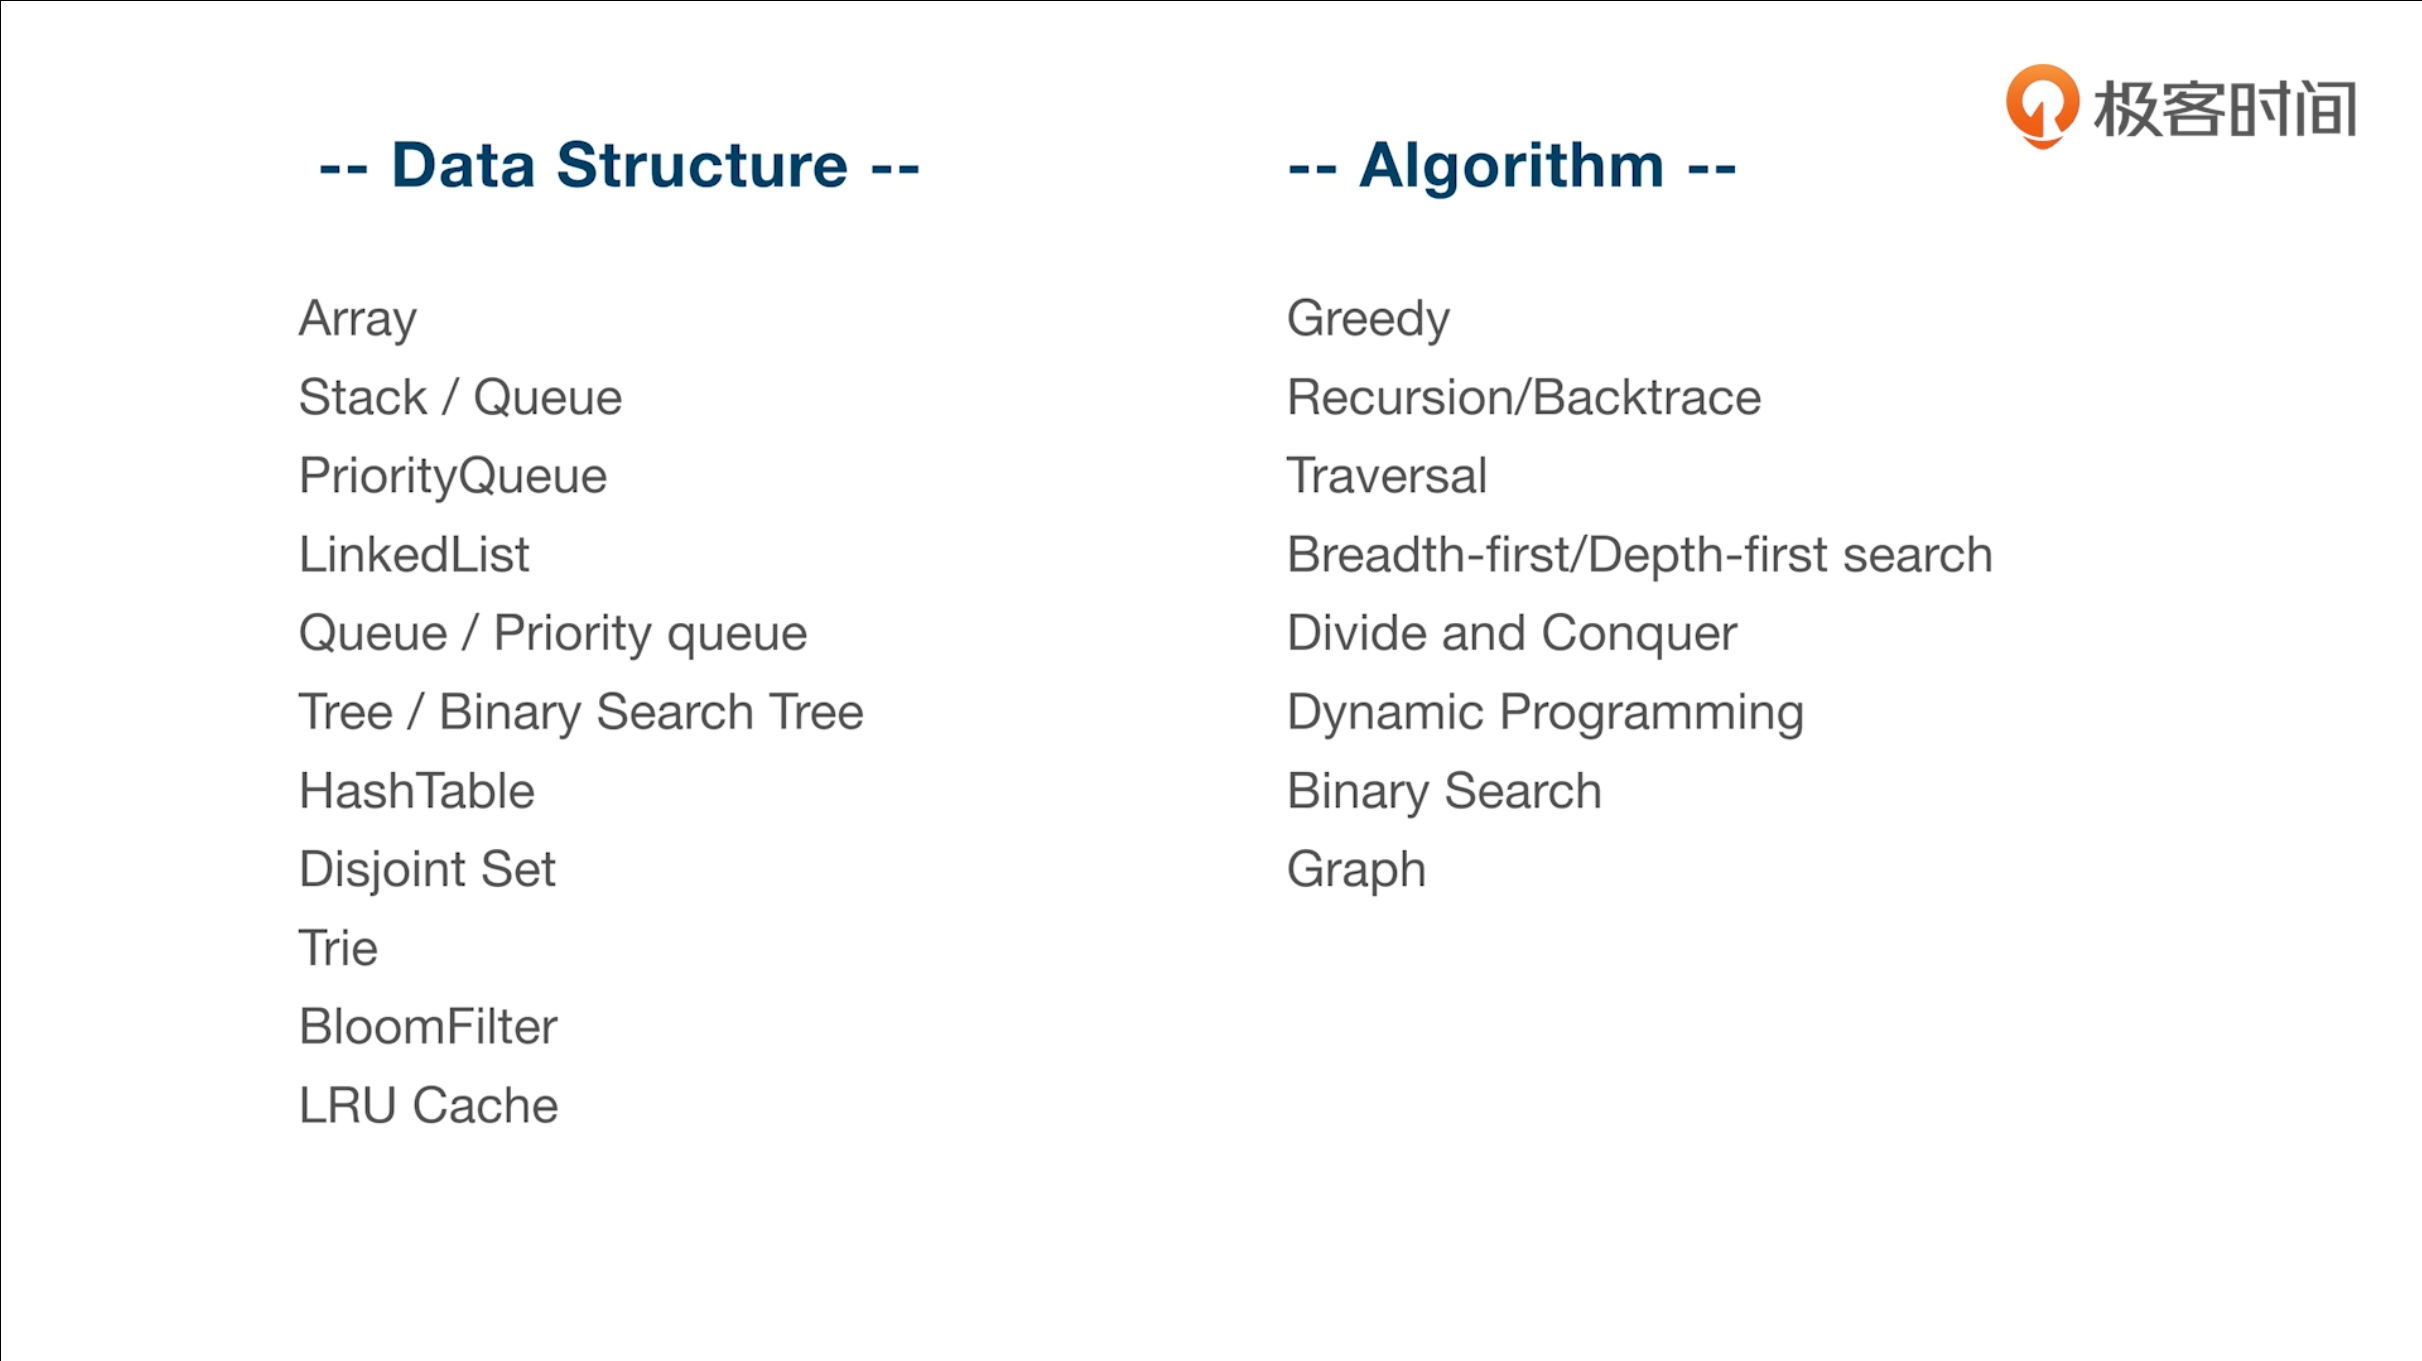 极客时间
-- Data Structure --
Array
Stack / Queue
PriorityQueue
LinkedList
Queue / Priority queue
Tree / Binary Search Tree
HashTable
Disjoint Set
Trie
BloomFilter
LRU Cache
-- Algorithm --
Greedy
Recursion/Backtrace
Traversal
Breadth-first/Depth-first search
Divide and Conquer
Dynamic Programming
Binary Search
Graph